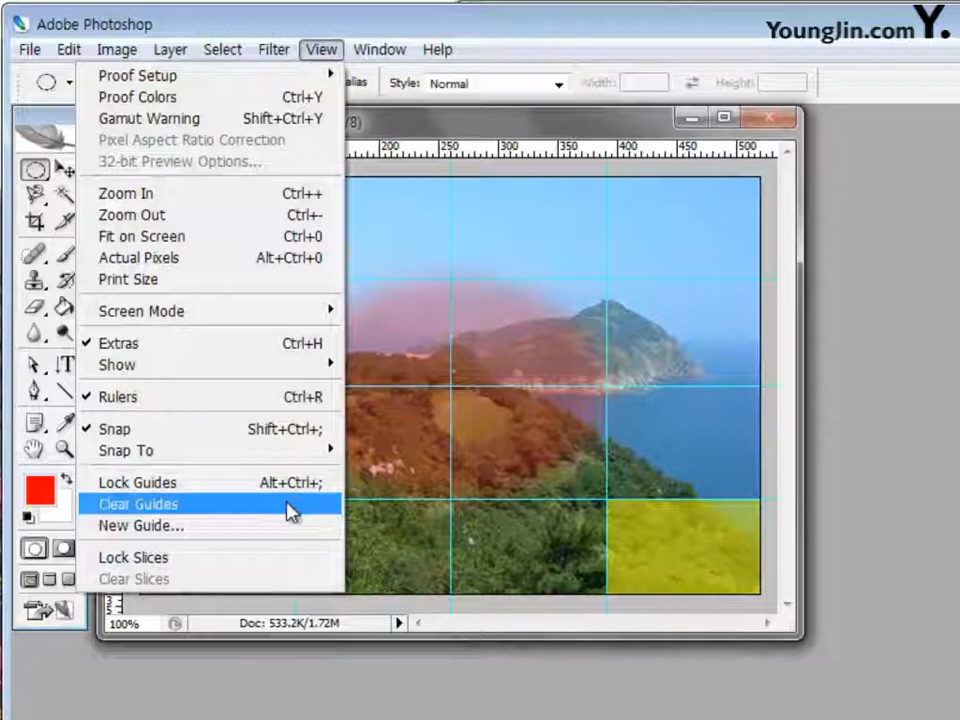 Adobe Photoshop
YoungJin.com Y.
File Edit Image Layer Select Filter View Window Help
alias Style: Normal Width: Height:
/8)
Proof Setup
Proof Colors Ctrl+Y
Gamut Warning Shift+Ctrl+Y
Pixel Aspect Ratio Correction
32-bit Preview Options...
200 250 300 350 400 450 500
Zoom In Ctrl++
Zoom Out Ctrl+-
Fit on Screen Ctrl+0
Actual Pixels Alt+Ctrl+0
Print Size
Screen Mode
Extras Ctrl+H
Show
Rulers Ctrl+R
Snap Shift+Ctrl+;
Snap To
Lock Guides Alt+Ctrl+;
Clear Guides
New Guide...
Lock Slices
Clear Slices
100% Doc: 533.2K/1.72M